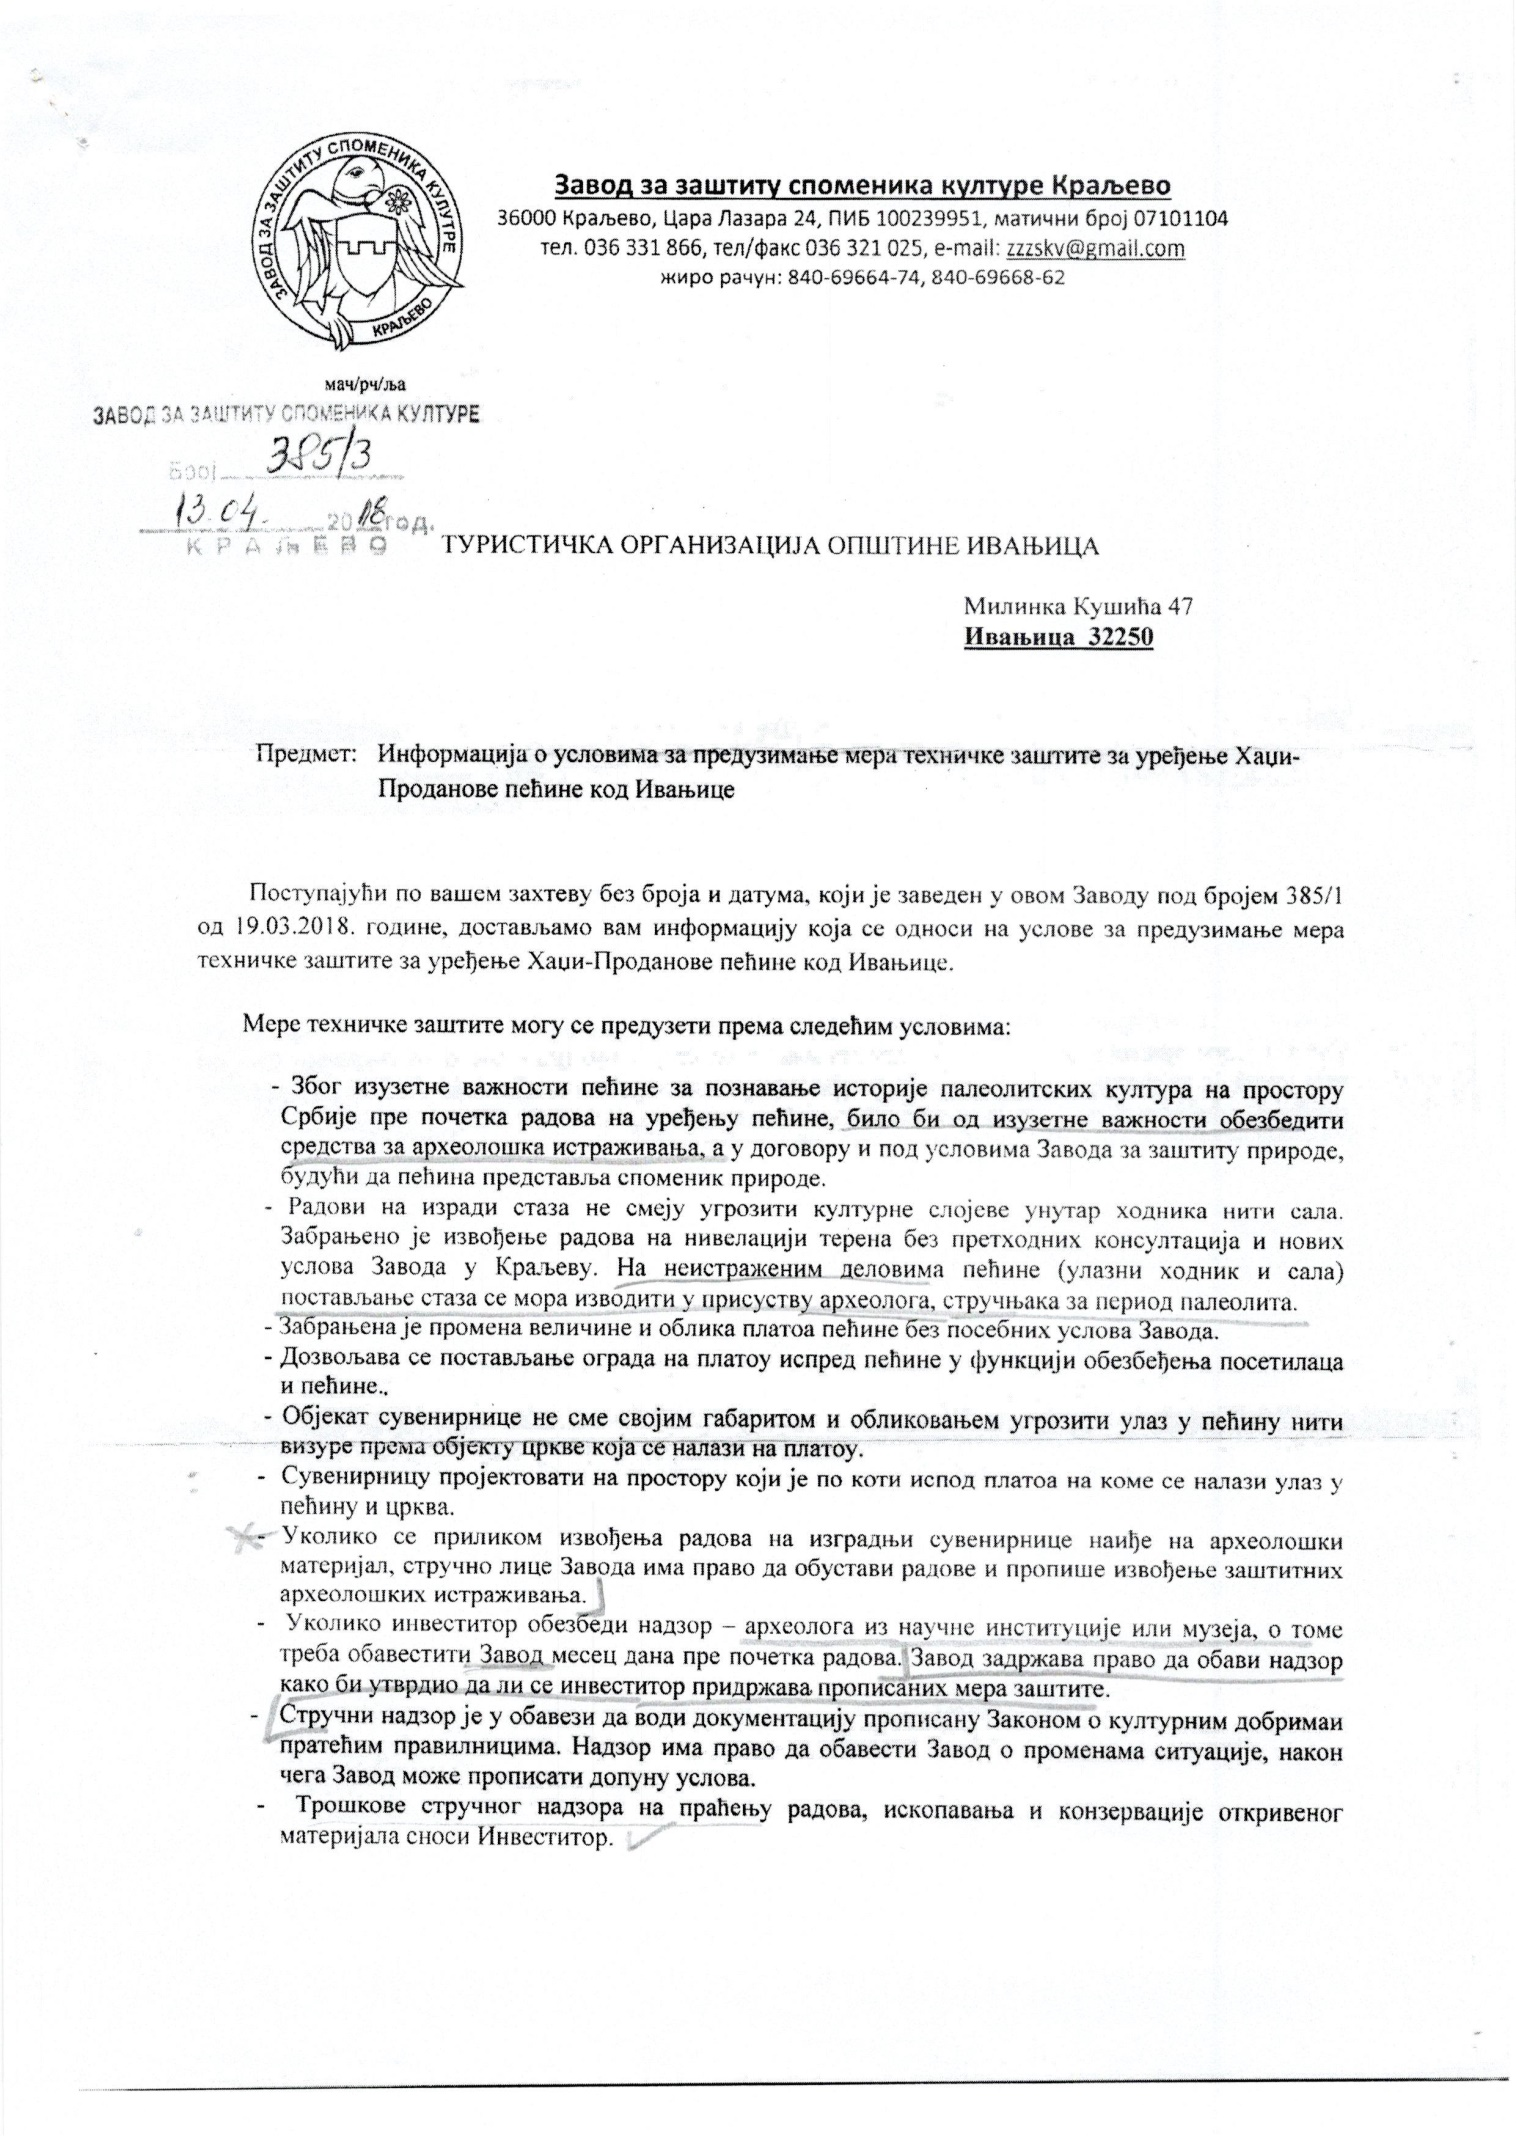 ЗАВОД ЗА ЗАШТИТУ СПОМЕНИКА КУЛУТРЕ
КРАЉЕВО
Завод за заштиту споменика културе Краљево
36000 Краљево, Цара Лазара 24, ПИБ 100239951, матични број 07101104
тел. 036 331 866, тел/факс 036 321 025, e-mail: zzzskv@gmail.com
жиро рачун: 840-69664-74, 840-69668-62
мач/рч/ља
ЗАВОД ЗА ЗАШТИТУ СПОМЕНИКА КУЛТУРЕ
Број 385/3
13.04. 2018 год.
КРАЉЕВО
ТУРИСТИЧКА ОРГАНИЗАЦИЈА ОПШТИНЕ ИВАЊИЦА
Милинка Кушића 47
Ивањица 32250
Предмет: Информација о условима за предузимање мера техничке заштите за уређење Хаџи-
Проданове пећине код Ивањице
Поступајући по вашем захтеву без броја и датума, који је заведен у овом Заводу под бројем 385/1
од 19.03.2018. године, достављамо вам информацију која се односи на услове за предузимање мера
техничке заштите за уређење Хаџи-Проданове пећине код Ивањице.
Мере техничке заштите могу се предузети према следећим условима:
- Због изузетне важности пећине за познавање историје палеолитских култура на простору
Србије пре почетка радова на уређењу пећине, било би од изузетне важности обезбедити
средства за археолошка истраживања, а у договору и под условима Завода за заштиту природе,
будући да пећина представља споменик природе.
- Радови на изради стаза не смеју угрозити културне слојеве унутар ходника нити сала.
Забрањено је извођење радова на нивелацији терена без претходних консултација и нових
услова Завода у Краљеву. На неистраженим деловима пећине (улазни ходник и сала)
постављање стаза се мора изводити у присуству археолога, стручњака за период палеолита.
- Забрањена је промена величине и облика платоа пећине без посебних услова Завода.
- Дозвољава се постављање ограда на платоу испред пећине у функцији обезбеђења посетилаца
и пећине..
- Објекат сувенирнице не сме својим габаритом и обликовањем угрозити улаз у пећину нити
визуре према објекту цркве која се налази на платоу.
- Сувенирницу пројектовати на простору који је по коти испод платоа на коме се налази улаз у
пећину и црква.
- Уколико се приликом извођења радова на изградњи сувенирнице наиђе на археолошки
материјал, стручно лице Завода има право да обустави радове и пропише извођење заштитних
археолошких истраживања.
- Уколико инвеститор обезбеди надзор – археолога из научне институције или музеја, о томе
треба обавестити Завод месец дана пре почетка радова. Завод задржава право да обави надзор
како би утврдио да ли се инвеститор придржава прописаних мера заштите.
- Стручни надзор је у обавези да води документацију прописану Законом о културним добримаи
пратећим правилницима. Надзор има право да обавести Завод о променама ситуације, након
чега Завод може прописати допуну услова.
- Трошкове стручног надзора на праћењу радова, ископавања и конзервације откривеног
материјала сноси Инвеститор.